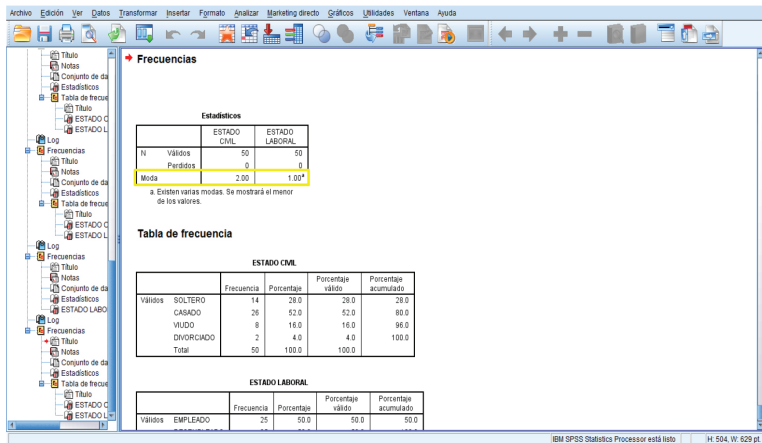 Archivo Edición Ver Datos Transformar Insertar Formato Analizar Marketing directo Gráficos Utilidades Ventana Ayuda
Título
Notas
Conjunto de da
Estadísticos
Tabla de frecue
Título
ESTADO C
ESTADO L
Log
Frecuencias
Título
Notas
Conjunto de da
Estadísticos
Tabla de frecue
Título
ESTADO C
ESTADO L
Log
Frecuencias
Título
Notas
Conjunto de da
Estadísticos
ESTADO LABO
Log
Frecuencias
Título
Notas
Conjunto de da
Estadísticos
Tabla de frecue
Título
ESTADO C
ESTADO L
Frecuencias
Estadísticos
ESTADO CIVIL ESTADO LABORAL
N Válidos 50 50
Perdidos 0 0
Moda 2.00 1.00a
a. Existen varias modas. Se mostrará el menor
de los valores.
Tabla de frecuencia
ESTADO CIVIL
Frecuencia Porcentaje Porcentaje válido Porcentaje acumulado
Válidos SOLTERO 14 28.0 28.0 28.0
CASADO 26 52.0 52.0 80.0
VIUDO 8 16.0 16.0 96.0
DIVORCIADO 2 4.0 4.0 100.0
Total 50 100.0 100.0
ESTADO LABORAL
Frecuencia Porcentaje Porcentaje válido Porcentaje acumulado
Válidos EMPLEADO 25 50.0 50.0 50.0
IBM SPSS Statistics Processor está listo H: 504, W: 629 pt